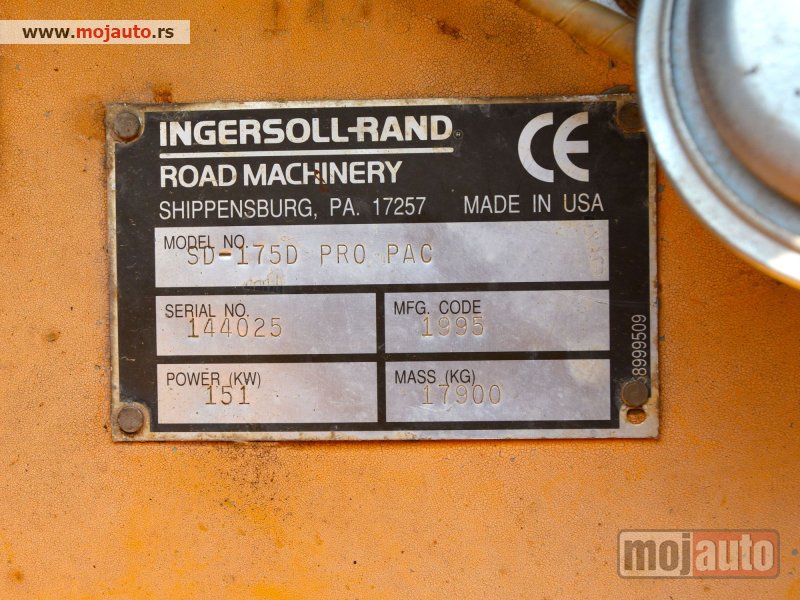 www.mojauto.rs
INGERSOLL-RAND®
ROAD MACHINERY
CE
SHIPPENSBURG, PA. 17257 MADE IN USA
MODEL NO.
SD-175D PRO PAC
SERIAL NO.
144025
MFG. CODE
1995
POWER (KW)
151
MASS (KG)
17900
58999509
mojauto